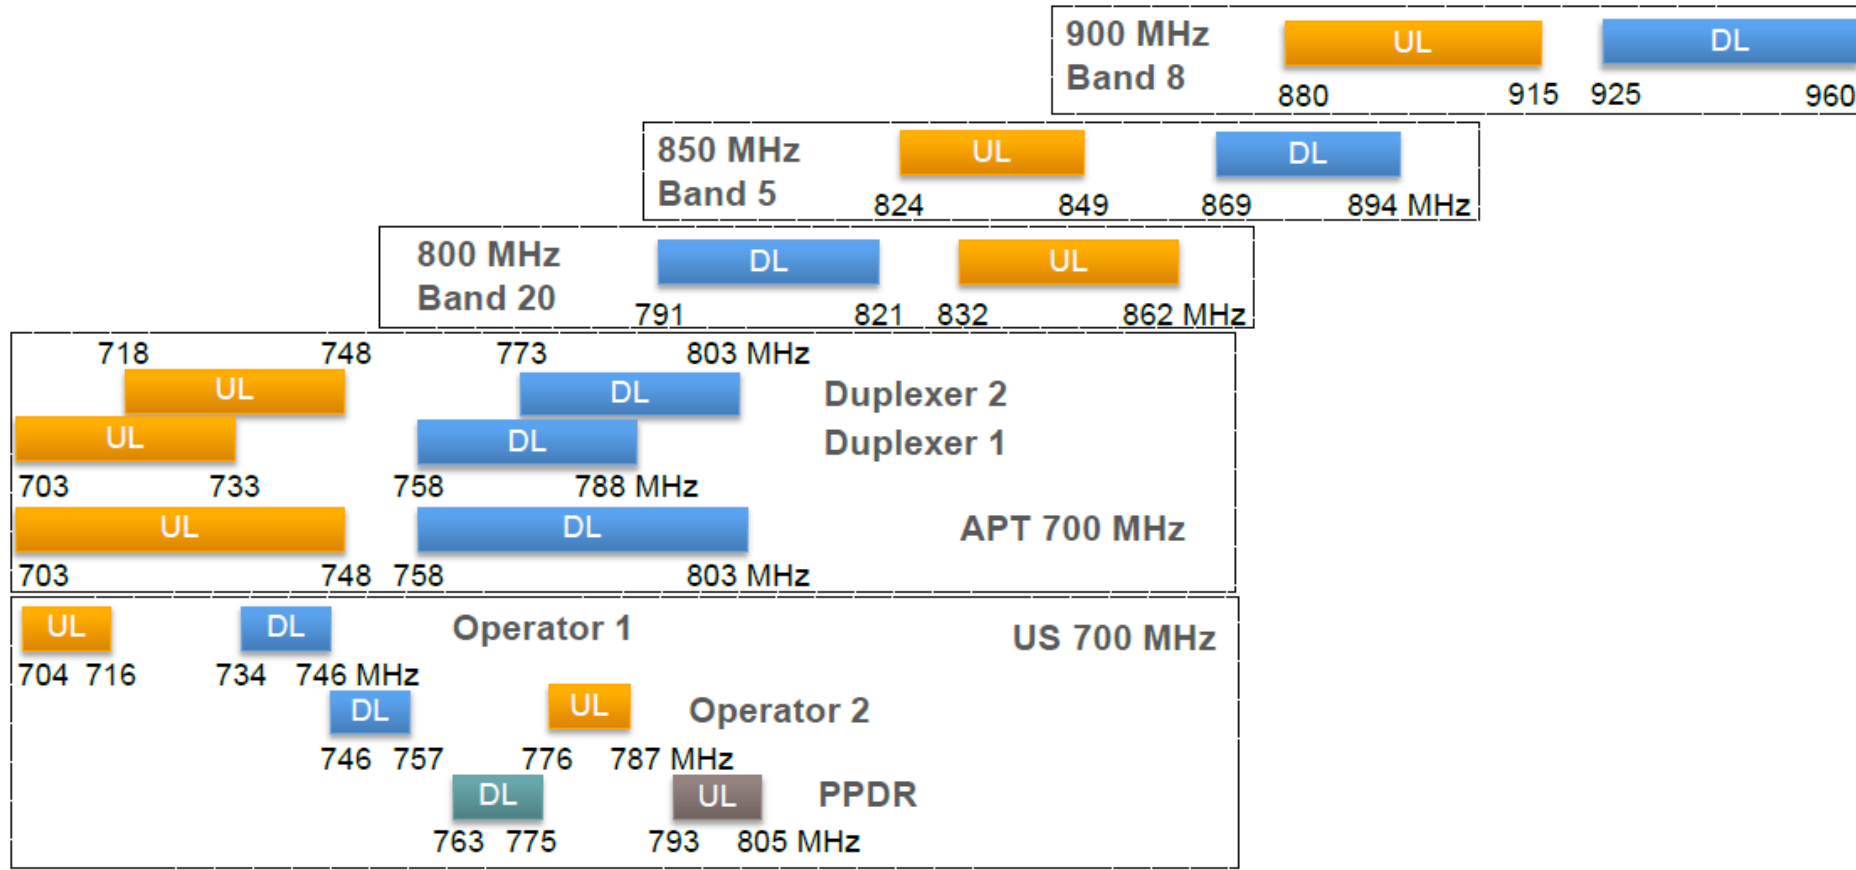 900 MHz
Band 8
UL
DL
880
915
925
960
850 MHz
Band 5
UL
DL
824
849
869
894 MHz
800 MHz
Band 20
DL
UL
791
821
832
862 MHz
718
748
773
803 MHz
UL
DL
Duplexer 2
UL
DL
Duplexer 1
703
733
758
788 MHz
UL
DL
APT 700 MHz
703
748
758
803 MHz
UL
DL
Operator 1
US 700 MHz
704
716
734
746 MHz
DL
UL
Operator 2
746
757
776
787 MHz
DL
UL
PPDR
763
775
793
805 MHz